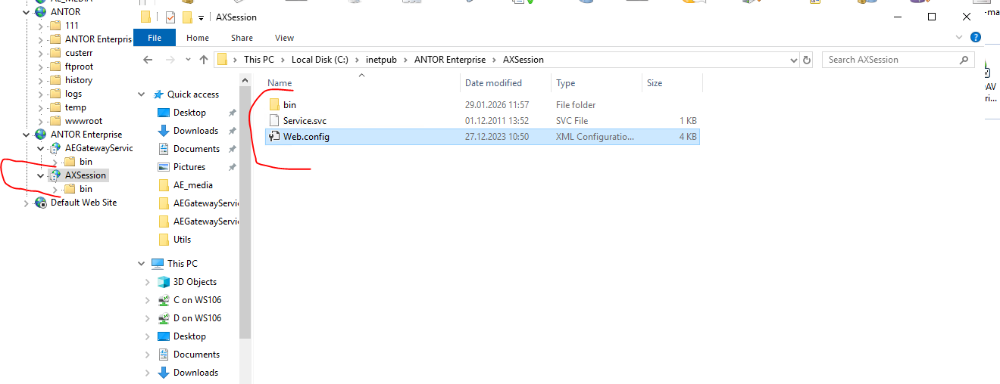 AE_MEDIA
ANTOR
111
ANTOR Enterpris
custerr
ftproot
history
logs
temp
wwwroot
ANTOR Enterprise
AEGatewayServic
bin
AXSession
bin
Default Web Site
AXSession
File Home Share View
This PC > Local Disk (C:) > inetpub > ANTOR Enterprise > AXSession
Search AXSession
Quick access
Desktop
Downloads
Documents
Pictures
AE_media
AEGatewayServi
AEGatewayServi
Utils
This PC
3D Objects
C on WS106
D on WS106
Desktop
Documents
Downloads
Name Date modified Type Size
bin 29.01.2026 11:57 File folder
Service.svc 01.12.2011 13:52 SVC File 1 KB
Web.config 27.12.2023 10:50 XML Configuratio... 4 KB
-ma
AV
ri...